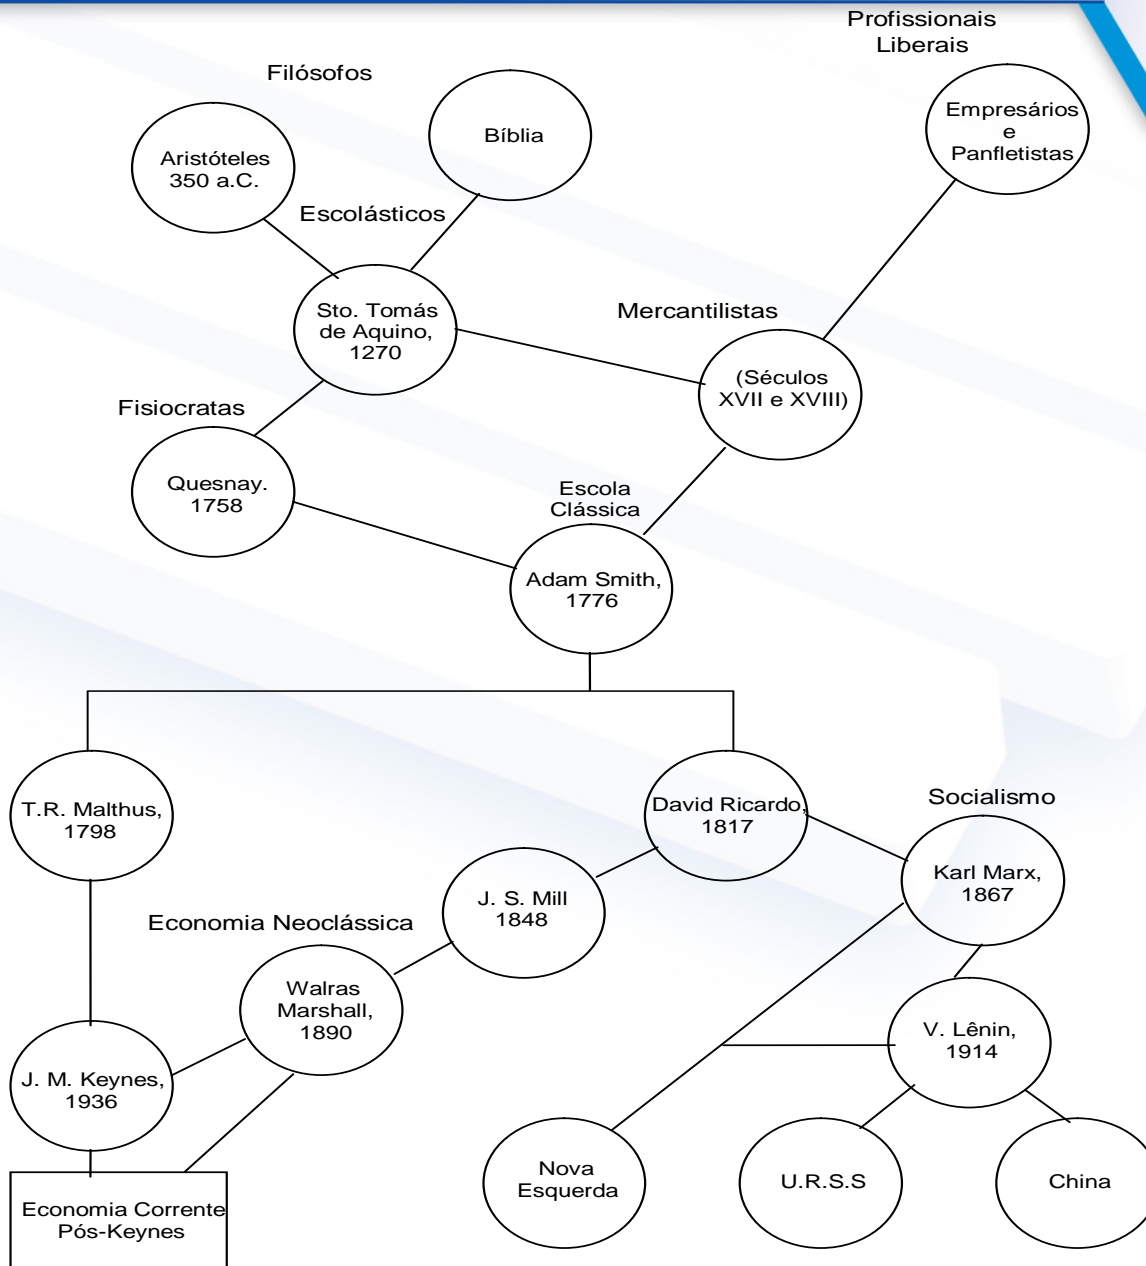 Profissionais
Liberais
Filósofos
Empresários
e
Panfletistas
Bíblia
Aristóteles
350 a.C.
Escolásticos
Sto. Tomás
de Aquino,
1270
Mercantilistas
(Séculos
XVII e XVIII)
Fisiocratas
Quesnay.
1758
Escola
Clássica
Adam Smith,
1776
T.R. Malthus,
1798
David Ricardo,
1817
Socialismo
Karl Marx,
1867
J. S. Mill
1848
Economia Neoclássica
Walras
Marshall,
1890
V. Lênin,
1914
J. M. Keynes,
1936
Nova
Esquerda
U.R.S.S
China
Economia Corrente
Pós-Keynes